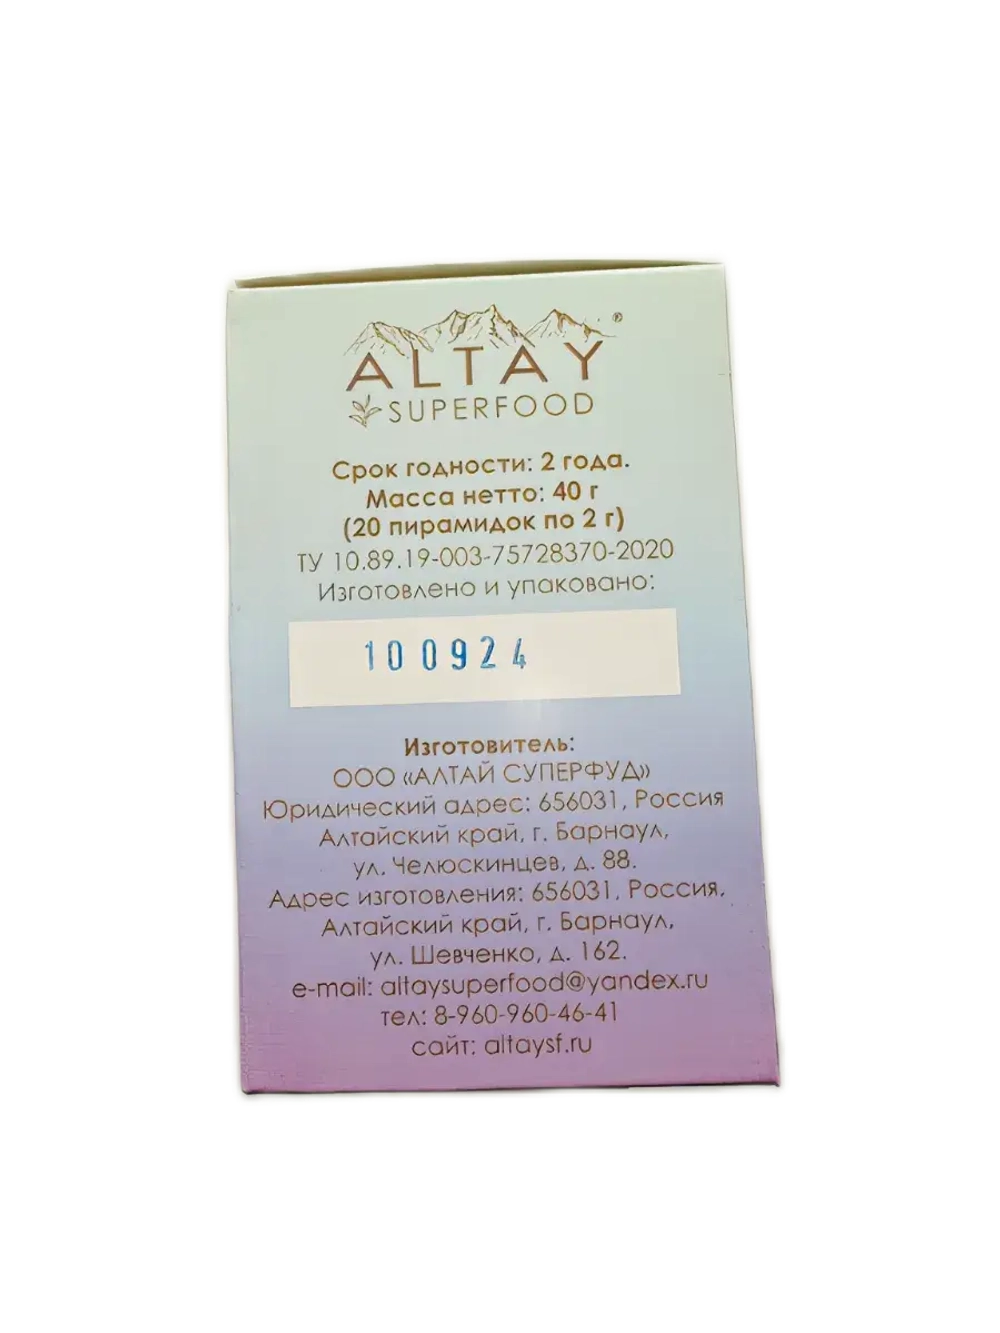 ALTAY®
SUPERFOOD
Срок годности: 2 года.
Масса нетто: 40 г
(20 пирамидок по 2 г)
ТУ 10.89.19-003-75728370-2020
Изготовлено и упаковано:
100924
Изготовитель:
ООО «АЛТАЙ СУПЕРФУД»
Юридический адрес: 656031, Россия
Алтайский край, г. Барнаул,
ул. Челюскинцев, д. 88.
Адрес изготовления: 656031, Россия,
Алтайский край, г. Барнаул,
ул. Шевченко, д. 162.
e-mail: altaysuperfood@yandex.ru
тел: 8-960-960-46-41
сайт: altaysf.ru